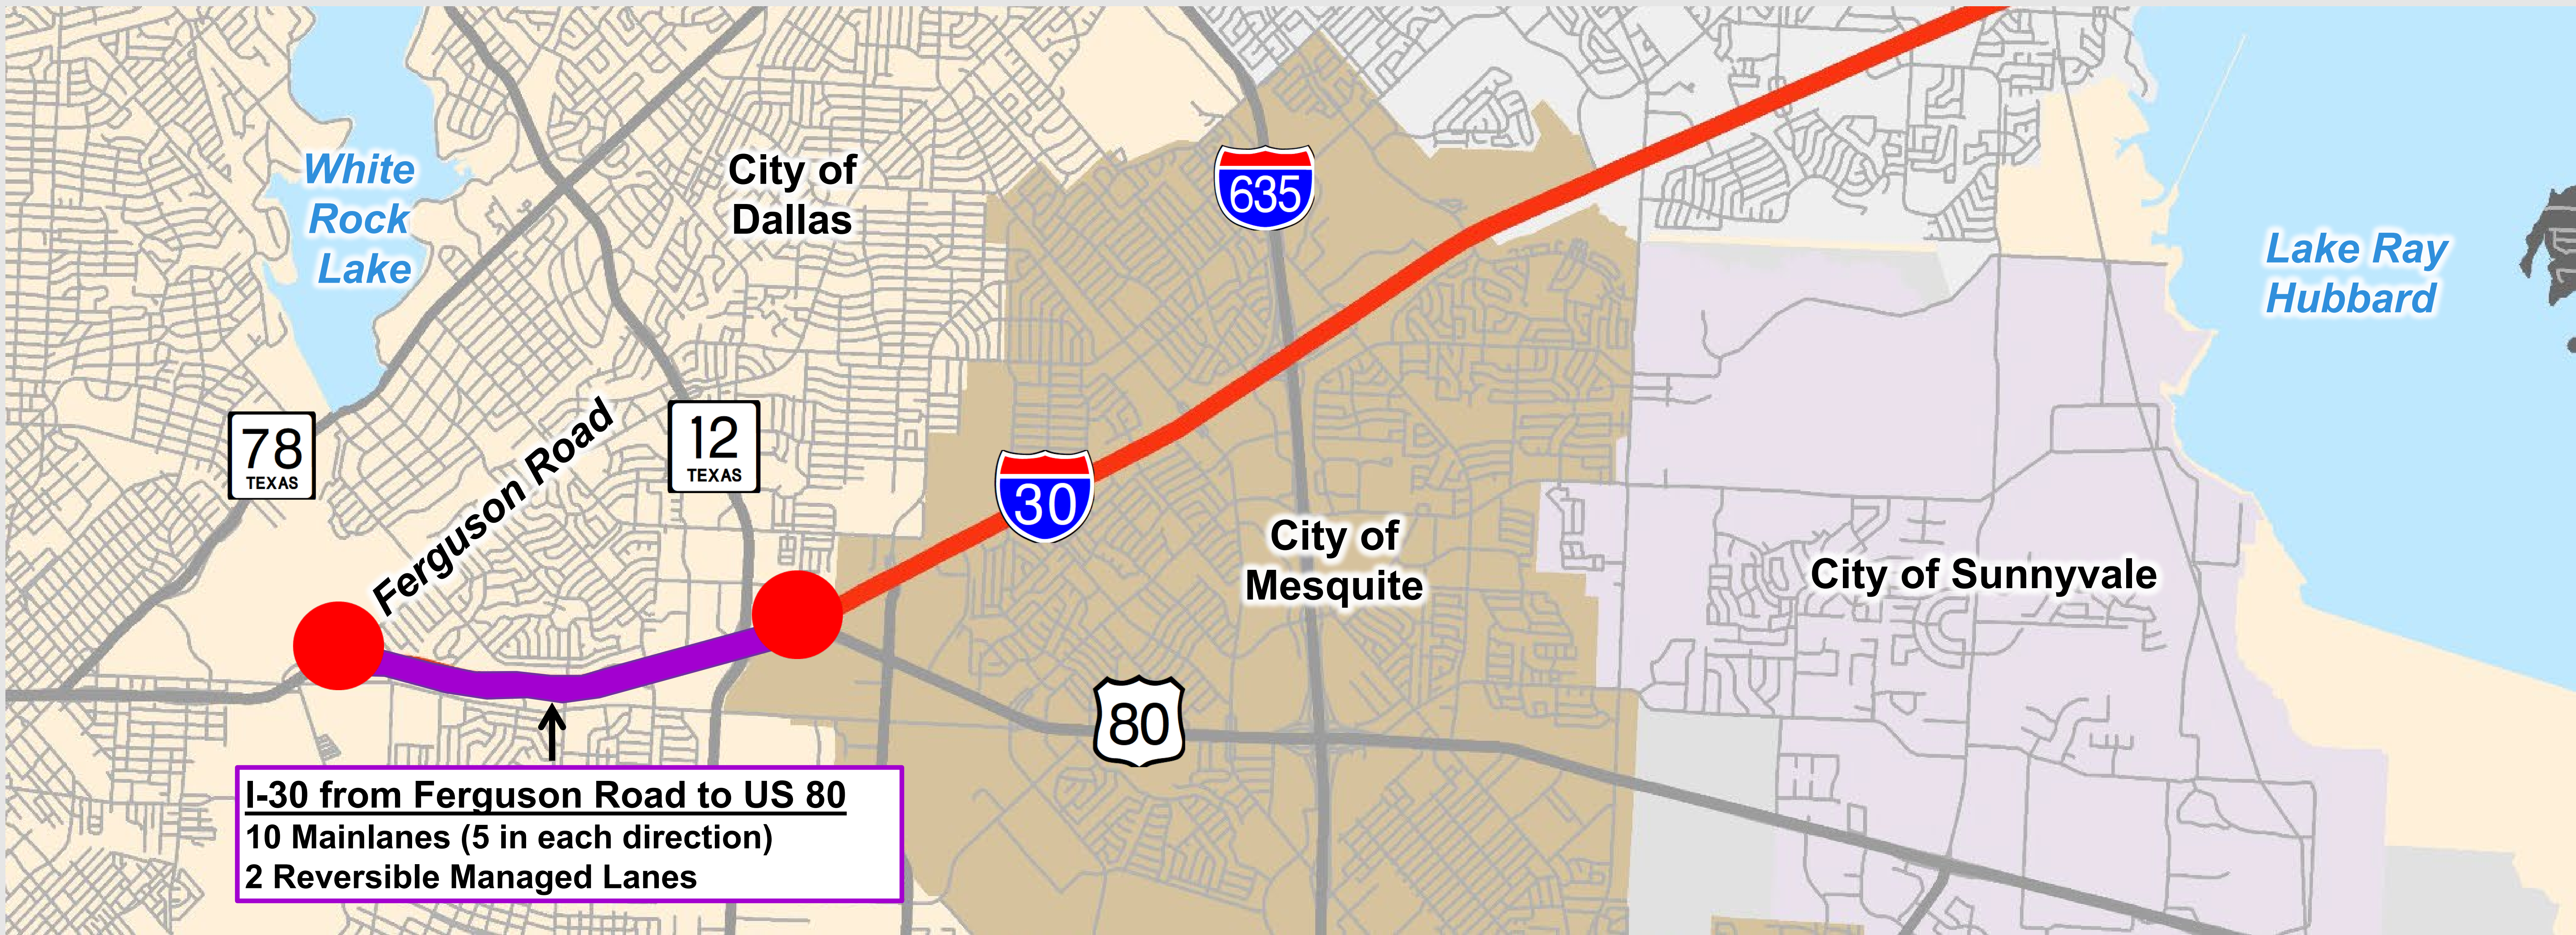 White
Rock
Lake
City of
Dallas
635
Lake Ray
Hubbard
78
TEXAS
Ferguson Road
12
TEXAS
30
City of
Mesquite
City of Sunnyvale
80
I-30 from Ferguson Road to US 80
10 Mainlanes (5 in each direction)
2 Reversible Managed Lanes